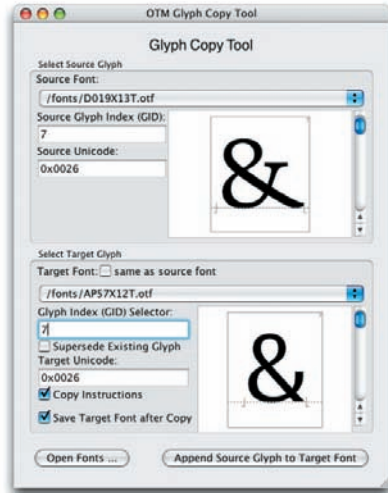 OTM Glyph Copy Tool
Glyph Copy Tool
Select Source Glyph
Source Font:
/fonts/D019X13T.otf
Source Glyph Index (GID):
7
Source Unicode:
0x0026
&
Select Target Glyph
Target Font: same as source font
/fonts/AP57X12T.otf
Glyph Index (GID) Selector:
7
Supersede Existing Glyph
Target Unicode:
0x0026
Copy Instructions
Save Target Font after Copy
&
Open Fonts ... Append Source Glyph to Target Font